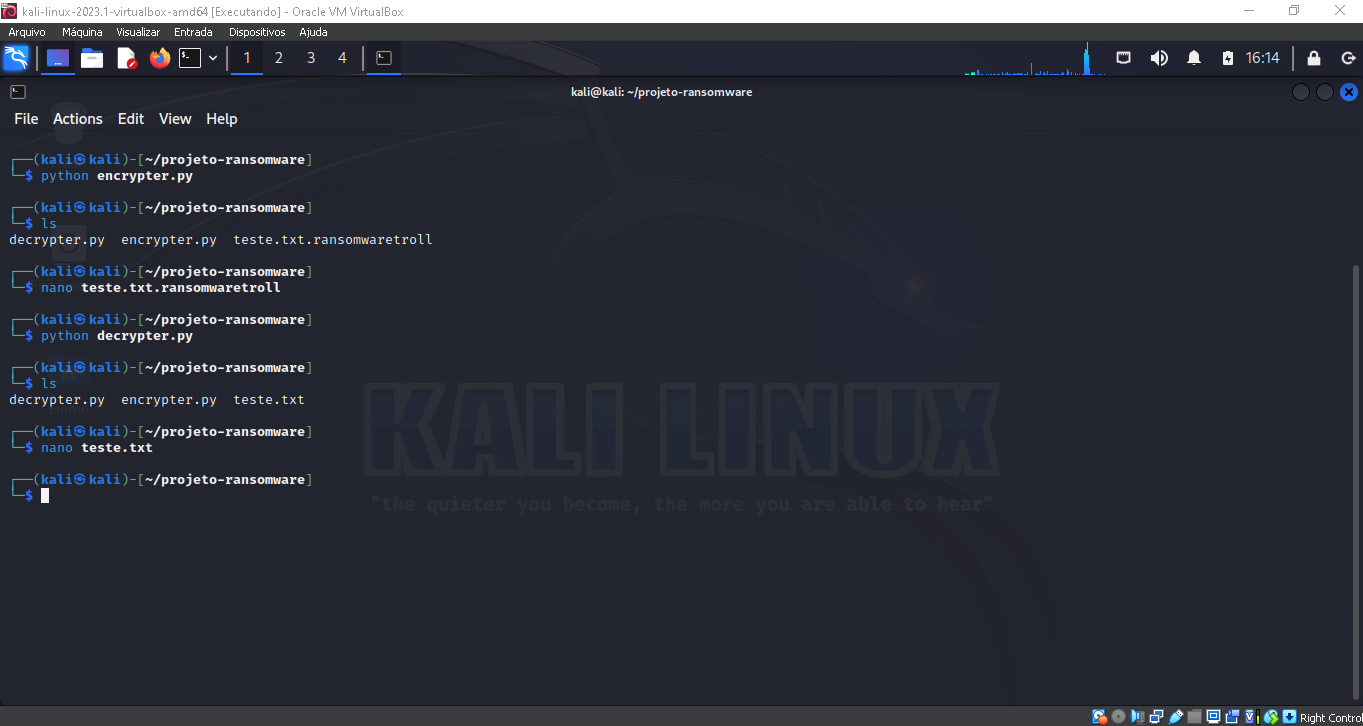 kali-linux-2023.1-virtualbox-amd64 [Executando] - Oracle VM VirtualBox
Arquivo Máquina Visualizar Entrada Dispositivos Ajuda
1 2 3 4 16:14
kali@kali: ~/projeto-ransomware
File Actions Edit View Help
┌──(kali㉿kali)-[~/projeto-ransomware]
└─$ python encrypter.py
┌──(kali㉿kali)-[~/projeto-ransomware]
└─$ ls
decrypter.py encrypter.py teste.txt.ransomwaretroll
┌──(kali㉿kali)-[~/projeto-ransomware]
└─$ nano teste.txt.ransomwaretroll
┌──(kali㉿kali)-[~/projeto-ransomware]
└─$ python decrypter.py
┌──(kali㉿kali)-[~/projeto-ransomware]
└─$ ls
decrypter.py encrypter.py teste.txt
Home
┌──(kali㉿kali)-[~/projeto-ransomware]
└─$ nano teste.txt
┌──(kali㉿kali)-[~/projeto-ransomware]
└─$
KALI LINUX
"the quieter you become, the more you are able to hear"
Right Control